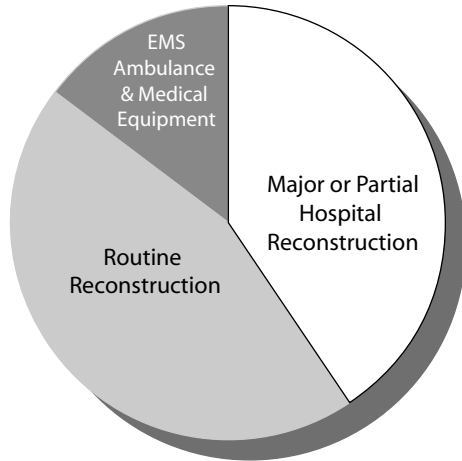 EMS
Ambulance
& Medical
Equipment
Major or Partial
Hospital
Reconstruction
Routine
Reconstruction